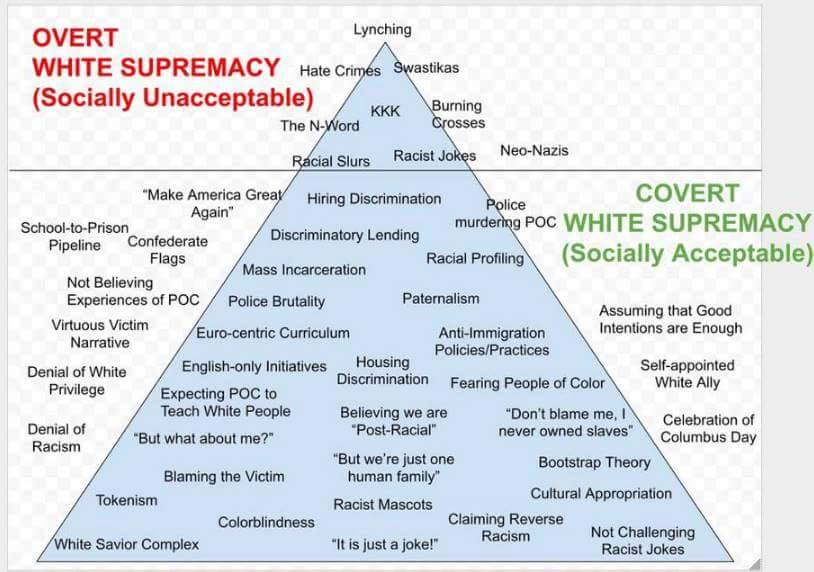 Lynching
OVERT
WHITE SUPREMACY
(Socially Unacceptable)
Hate Crimes
Swastikas
KKK
Burning
Crosses
The N-Word
Racial Slurs
Racist Jokes
Neo-Nazis
COVERT
WHITE SUPREMACY
(Socially Acceptable)
“Make America Great
Again”
Hiring Discrimination
Police
murdering POC
School-to-Prison
Pipeline
Confederate
Flags
Discriminatory Lending
Racial Profiling
Mass Incarceration
Not Believing
Experiences of POC
Police Brutality
Paternalism
Assuming that Good
Intentions are Enough
Virtuous Victim
Narrative
Euro-centric Curriculum
Anti-Immigration
Policies/Practices
Denial of White
Privilege
English-only Initiatives
Housing
Discrimination
Fearing People of Color
Self-appointed
White Ally
Expecting POC to
Teach White People
Believing we are
“Post-Racial”
“Don’t blame me, I
never owned slaves”
Celebration of
Columbus Day
Denial of
Racism
“But what about me?”
Blaming the Victim
“But we’re just one
human family”
Bootstrap Theory
Tokenism
Racist Mascots
Cultural Appropriation
Colorblindness
Claiming Reverse
Racism
White Savior Complex
“It is just a joke!”
Not Challenging
Racist Jokes